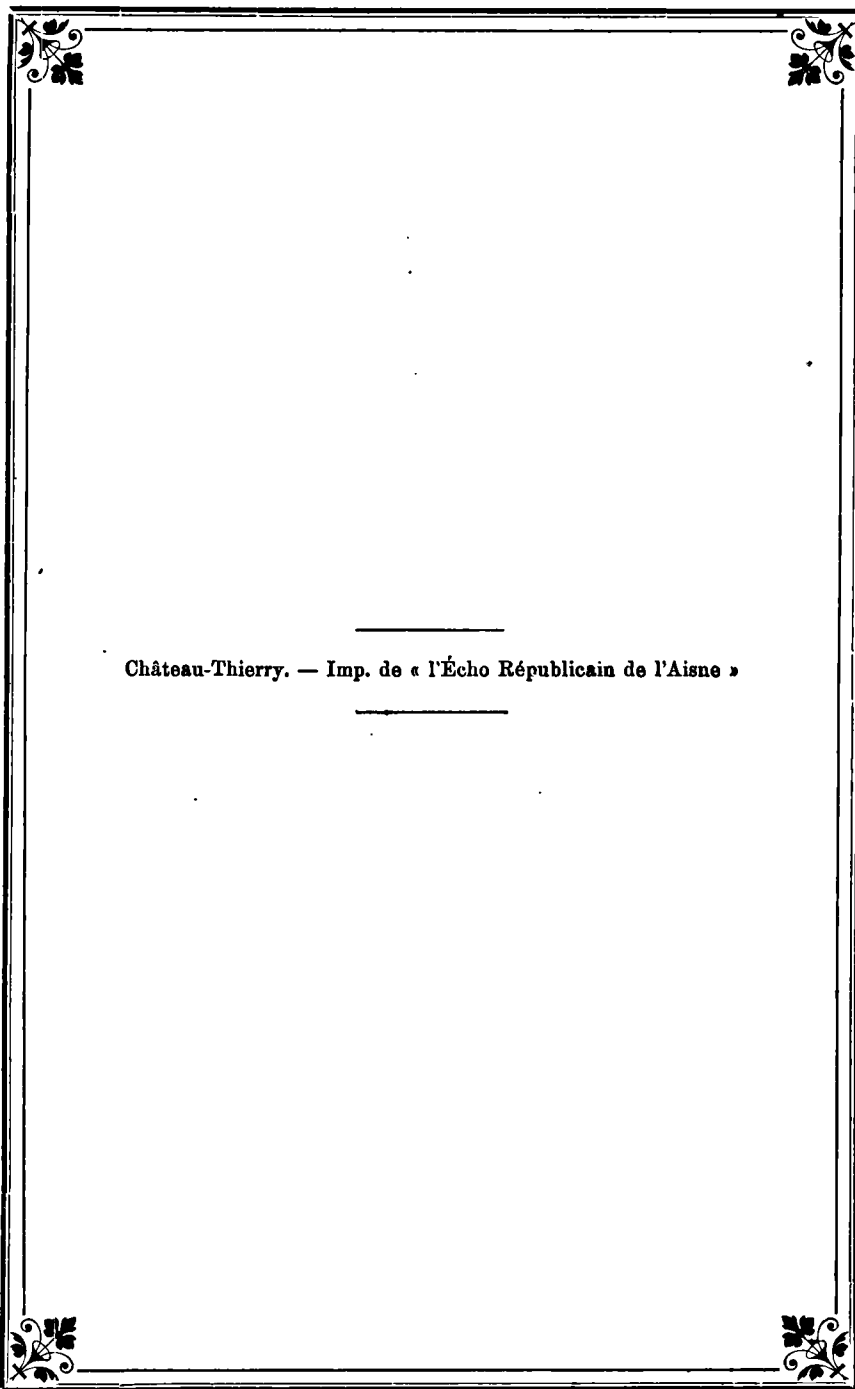 Château-Thierry. — Imp. de « l'Écho Républicain de l'Aisne »